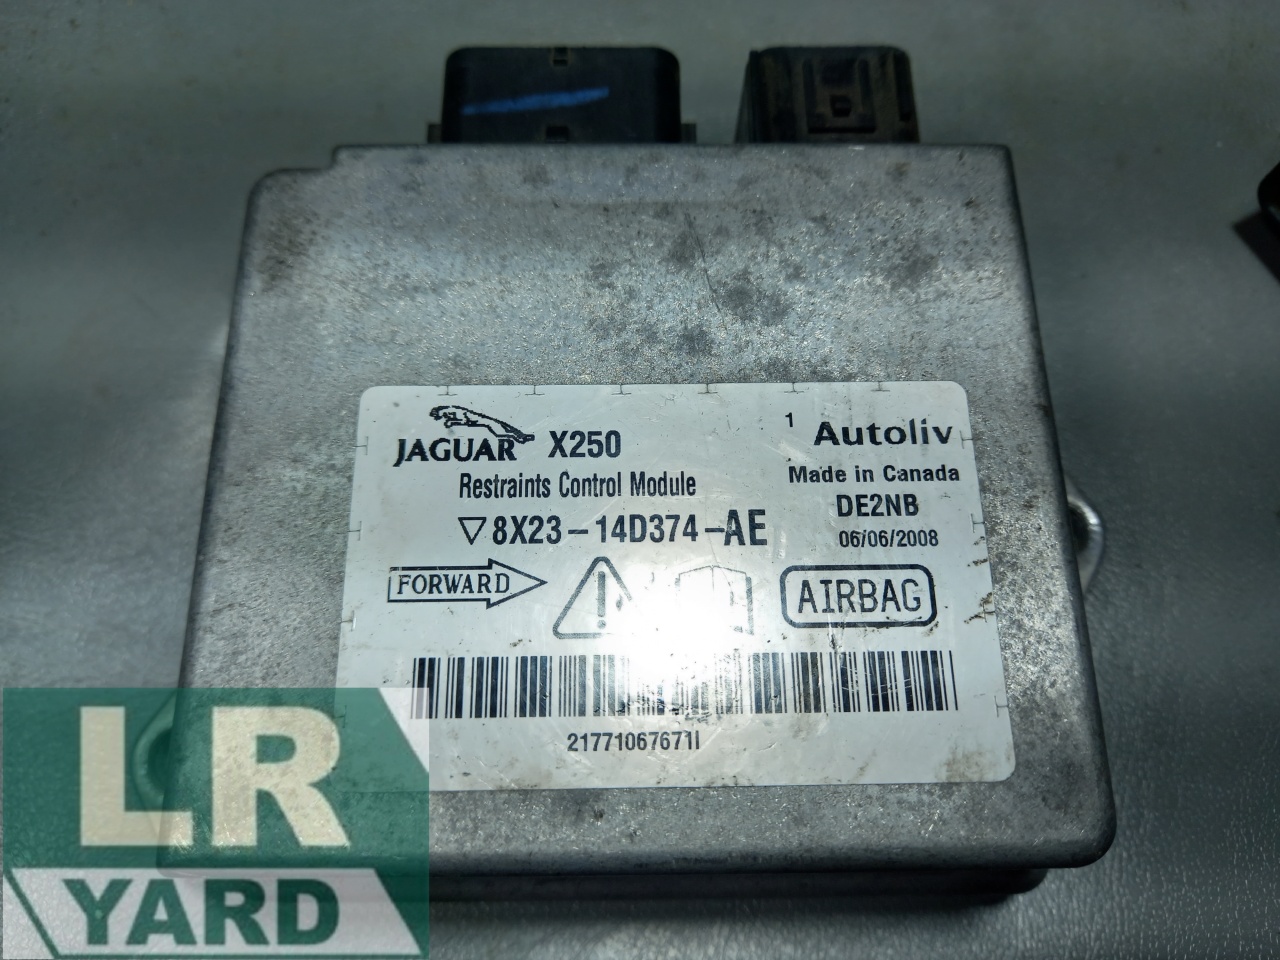 JAGUAR X250
1 Autoliv
Restraints Control Module
Made in Canada
8X23-14D374-AE
DE2NB
06/06/2008
FORWARD
!
AIRBAG
21771067671I
LR
YARD